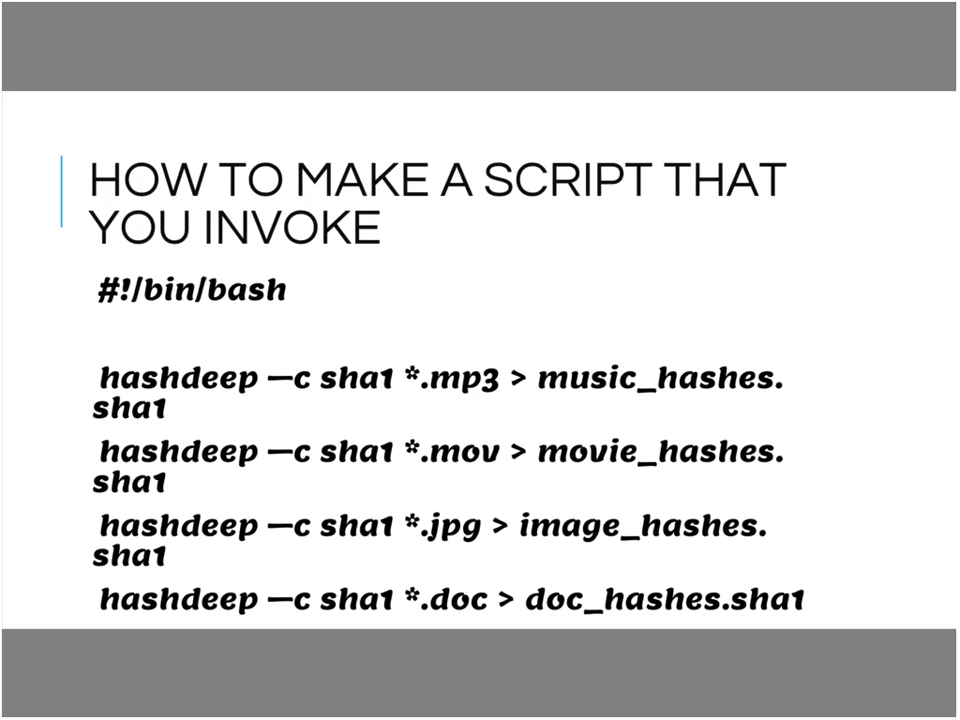 HOW TO MAKE A SCRIPT THAT
YOU INVOKE
#!/bin/bash
hashdeep —c sha1 *.mp3 > music_hashes.
sha1
hashdeep —c sha1 *.mov > movie_hashes.
sha1
hashdeep —c sha1 *.jpg > image_hashes.
sha1
hashdeep —c sha1 *.doc > doc_hashes.sha1